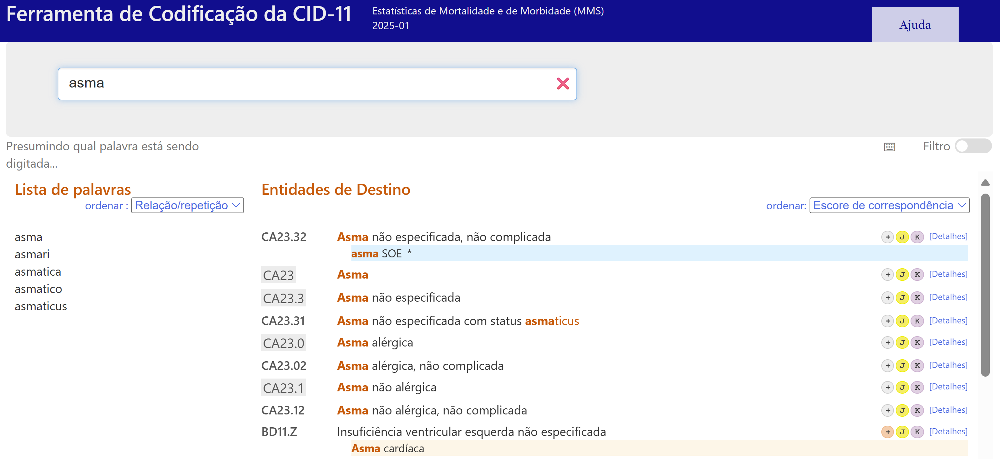 Ferramenta de Codificação da CID-11
Estatísticas de Mortalidade e de Morbidade (MMS)
2025-01
Ajuda
asma
Presumindo qual palavra está sendo
digitada...
Filtro
Lista de palavras
ordenar : Relação/repetição
asma
asmari
asmatica
asmatico
asmaticus
Entidades de Destino
ordenar: Escore de correspondência
CA23.32 Asma não especificada, não complicada + J K [Detalhes]
asma SOE *
CA23 Asma + J K [Detalhes]
CA23.3 Asma não especificada + J K [Detalhes]
CA23.31 Asma não especificada com status asmaticus + J K [Detalhes]
CA23.0 Asma alérgica + J K [Detalhes]
CA23.02 Asma alérgica, não complicada + J K [Detalhes]
CA23.1 Asma não alérgica + J K [Detalhes]
CA23.12 Asma não alérgica, não complicada + J K [Detalhes]
BD11.Z Insuficiência ventricular esquerda não especificada + J K [Detalhes]
Asma cardíaca